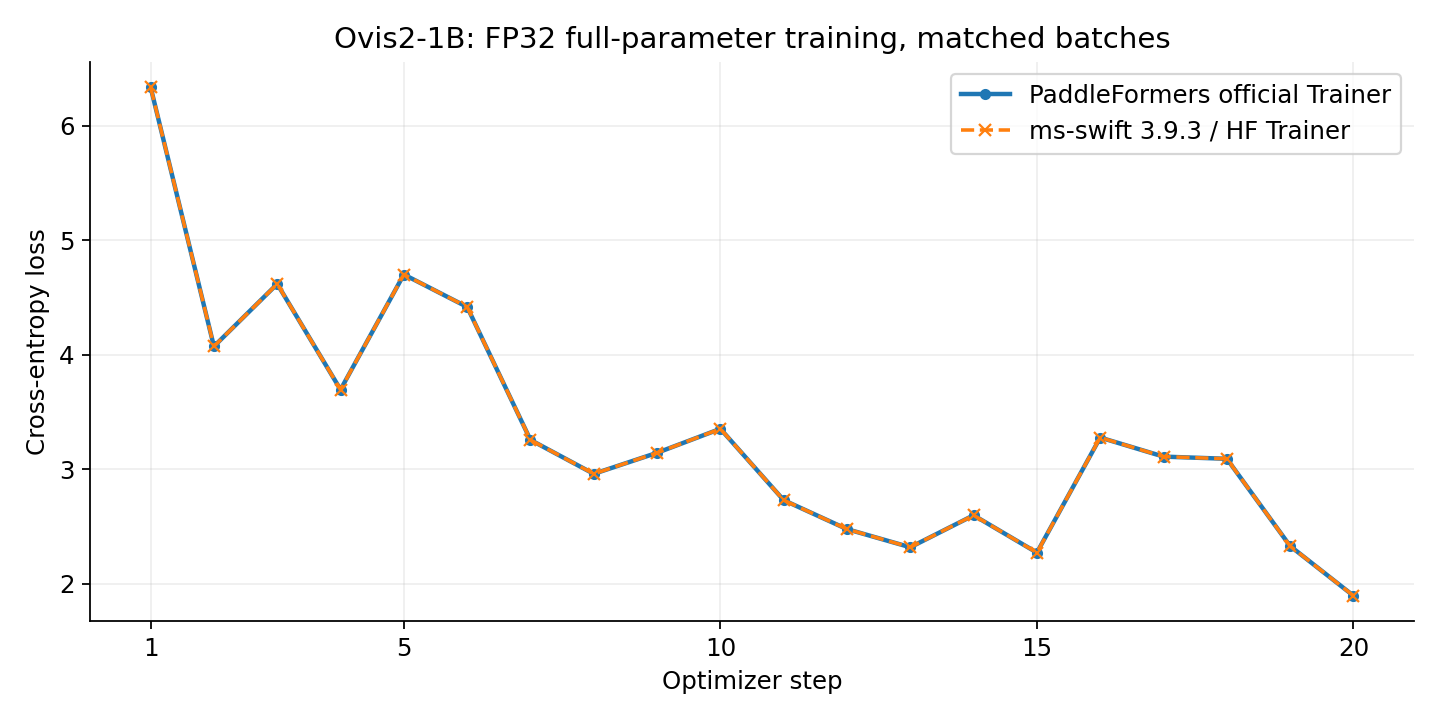 Ovis2-1B: FP32 full-parameter training, matched batches
PaddleFormers official Trainer
ms-swift 3.9.3 / HF Trainer
Cross-entropy loss
6
5
4
3
2
1
5
10
15
20
Optimizer step